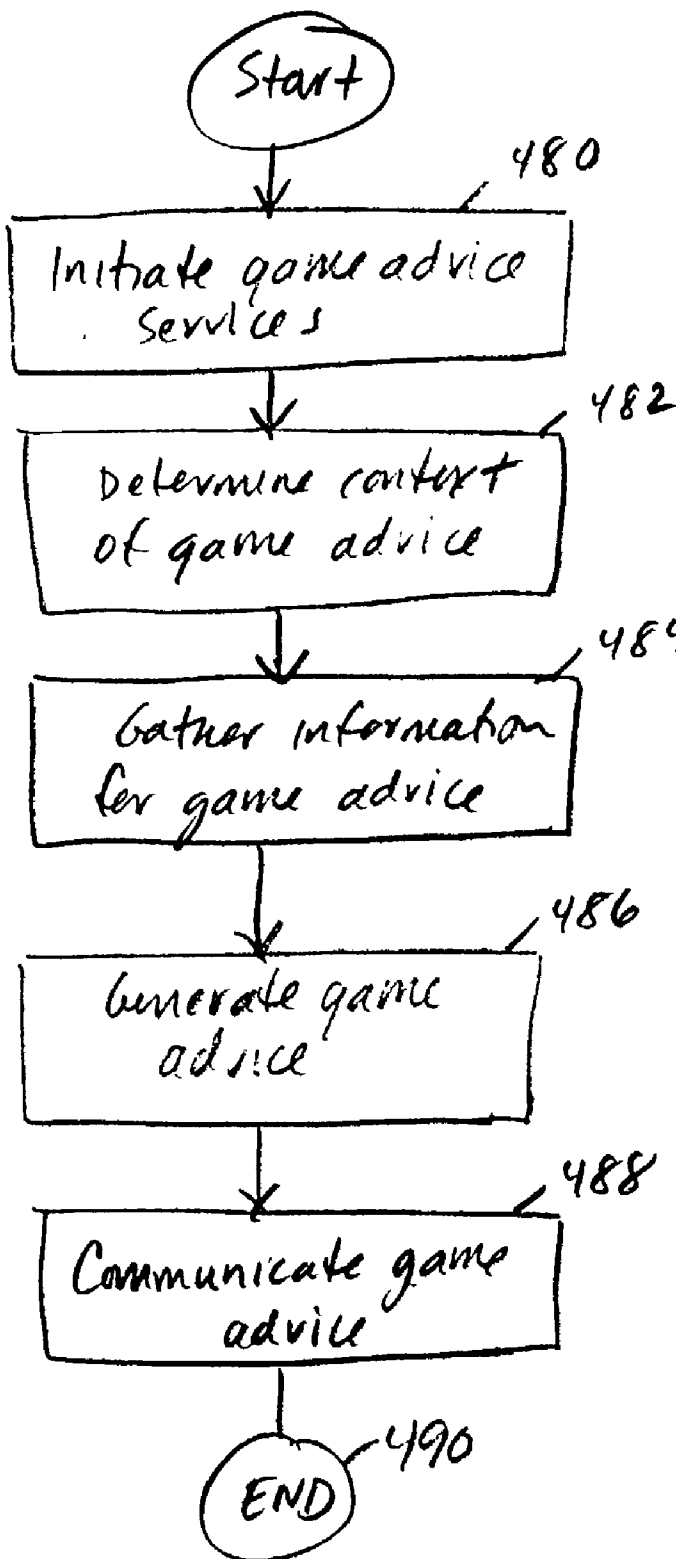 Start
480
Initiate game advice
services
482
Determine context
of game advice
484
Gather information
for game advice
486
Generate game
advice
488
Communicate game
advice
490
END